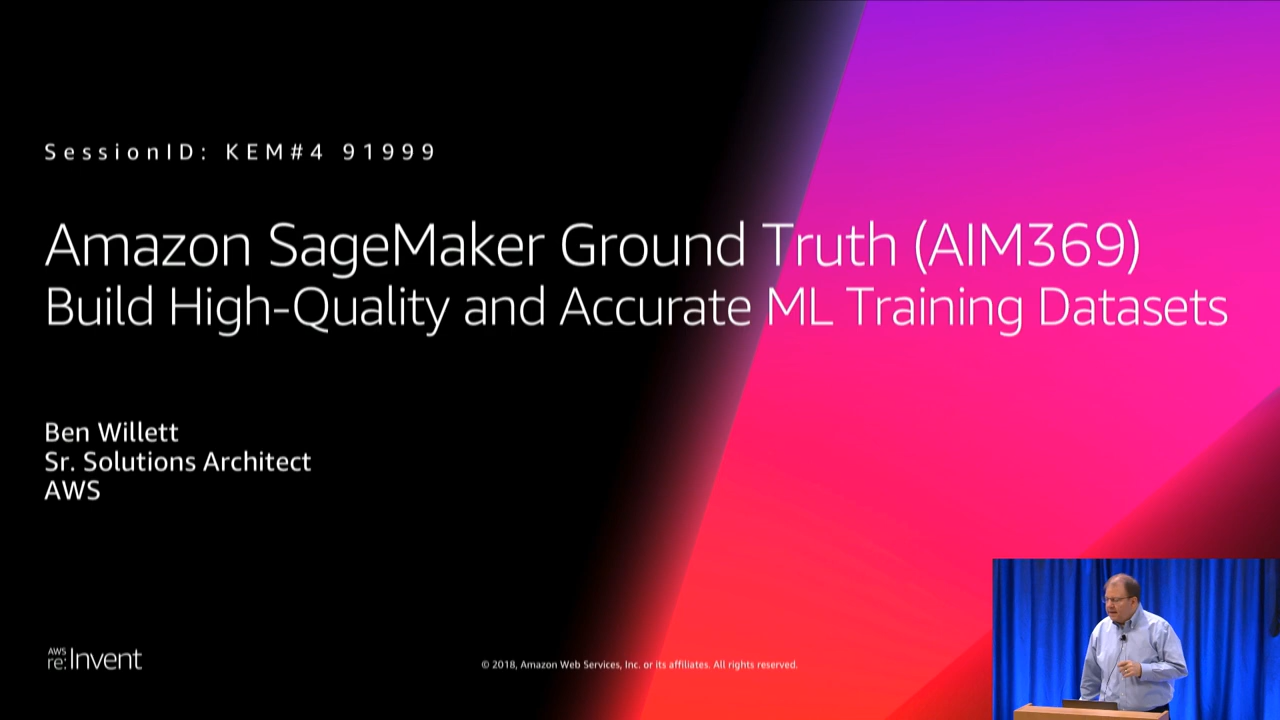 SessionID: KEM#4 91999
Amazon SageMaker Ground Truth (AIM369)
Build High-Quality and Accurate ML Training Datasets
Ben Willett
Sr. Solutions Architect
AWS
AWS
re:Invent
© 2018, Amazon Web Services, Inc. or its affiliates. All rights reserved.